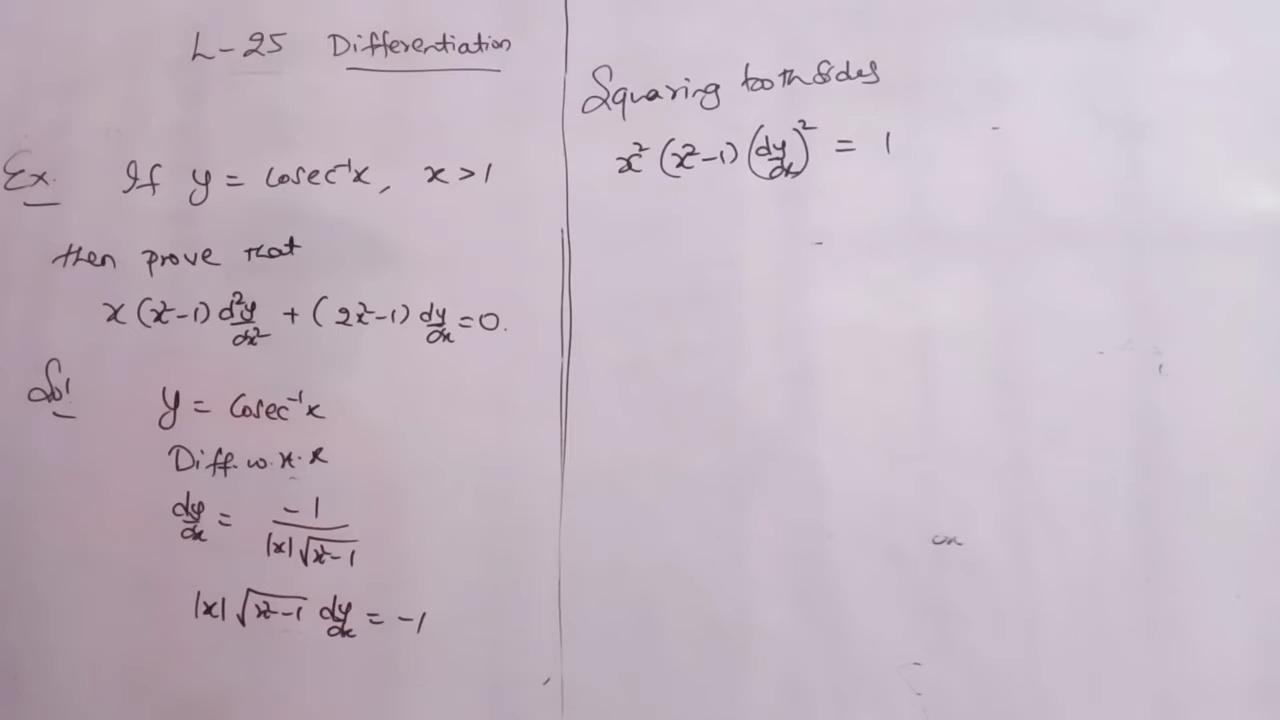 L-25 Differentiation
Ex. If y = cosec⁻¹x, x > 1
then prove that
x (x²-1) d²y/dx² + (2x²-1) dy/dx = 0.
Sol
y = cosec⁻¹x
Diff. w.r.x
dy/dx = -1/|x|√x²-1
|x| √x²-1 dy/dx = -1
Squaring both sides
x² (x²-1) (dy/dx)² = 1